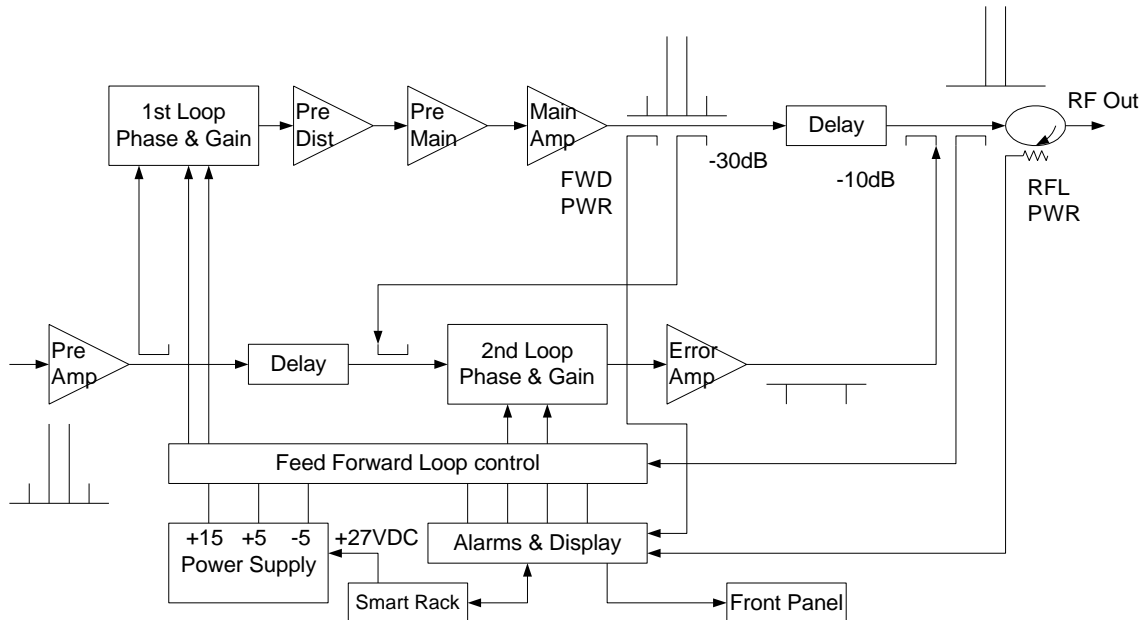 RF Out
1st Loop
Phase & Gain
Pre
Dist
Pre
Main
Main
Amp
Delay
-30dB
-10dB
FWD
PWR
RFL
PWR
Pre
Amp
Delay
2nd Loop
Phase & Gain
Error
Amp
Feed Forward Loop control
+15 +5 -5
Power Supply
+27VDC
Alarms & Display
Smart Rack
Front Panel